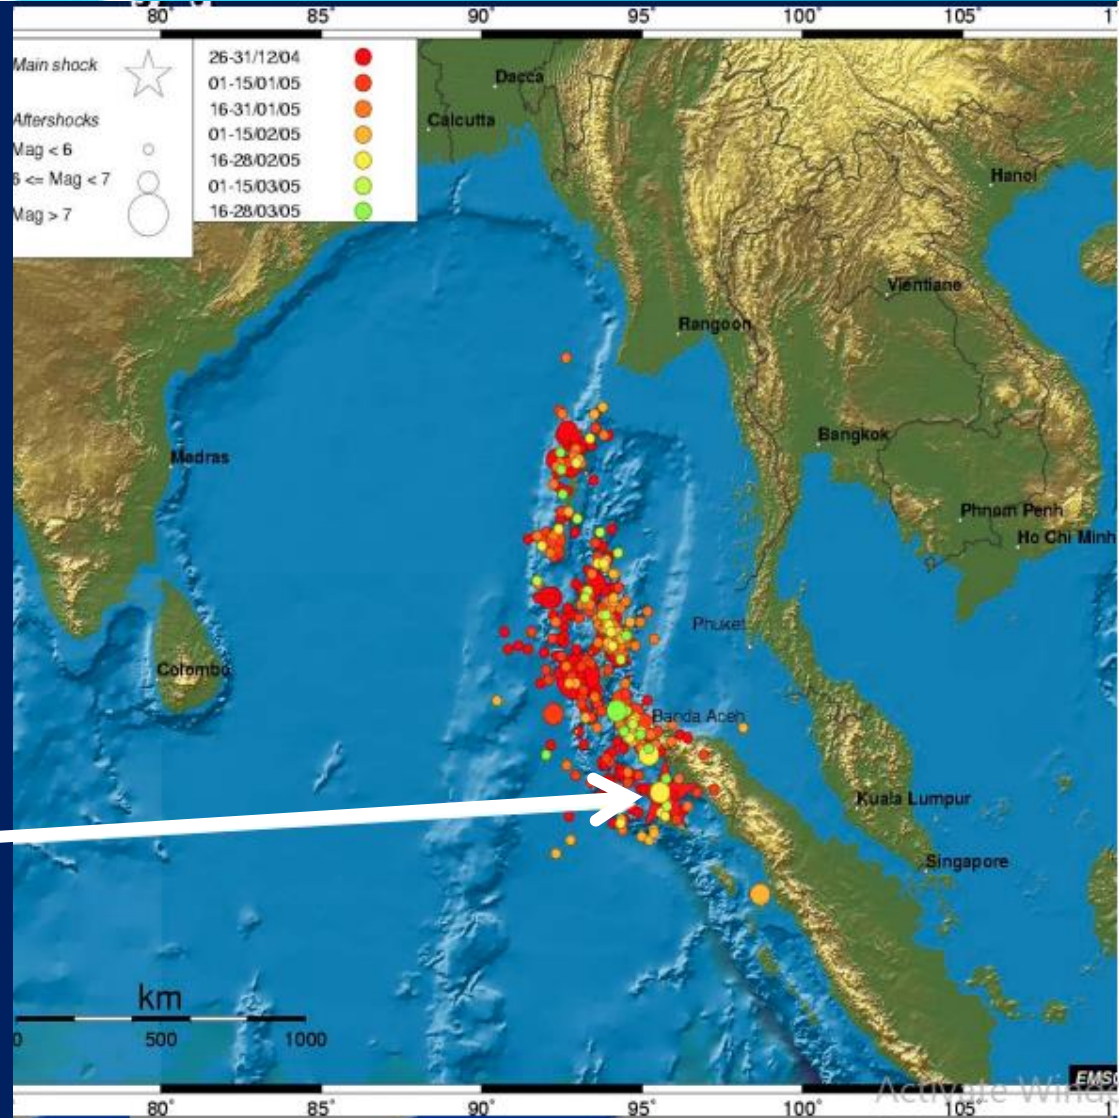 80° 85° 90° 95° 100° 105°
Main shock
Aftershocks
Mag < 6
6 <= Mag < 7
Mag > 7
26-31/12/04
01-15/01/05
16-31/01/05
01-15/02/05
16-28/02/05
01-15/03/05
16-28/03/05
Dacca
Calcutta
Hanoi
Vientiane
Rangoon
Bangkok
Madras
Phnom Penh
Ho Chi Minh
Phuket
Colombo
Banda Aceh
Kuala Lumpur
Singapore
km
0 500 1000
EMSC
Activate Windo
80° 85° 90° 95° 100° 105°